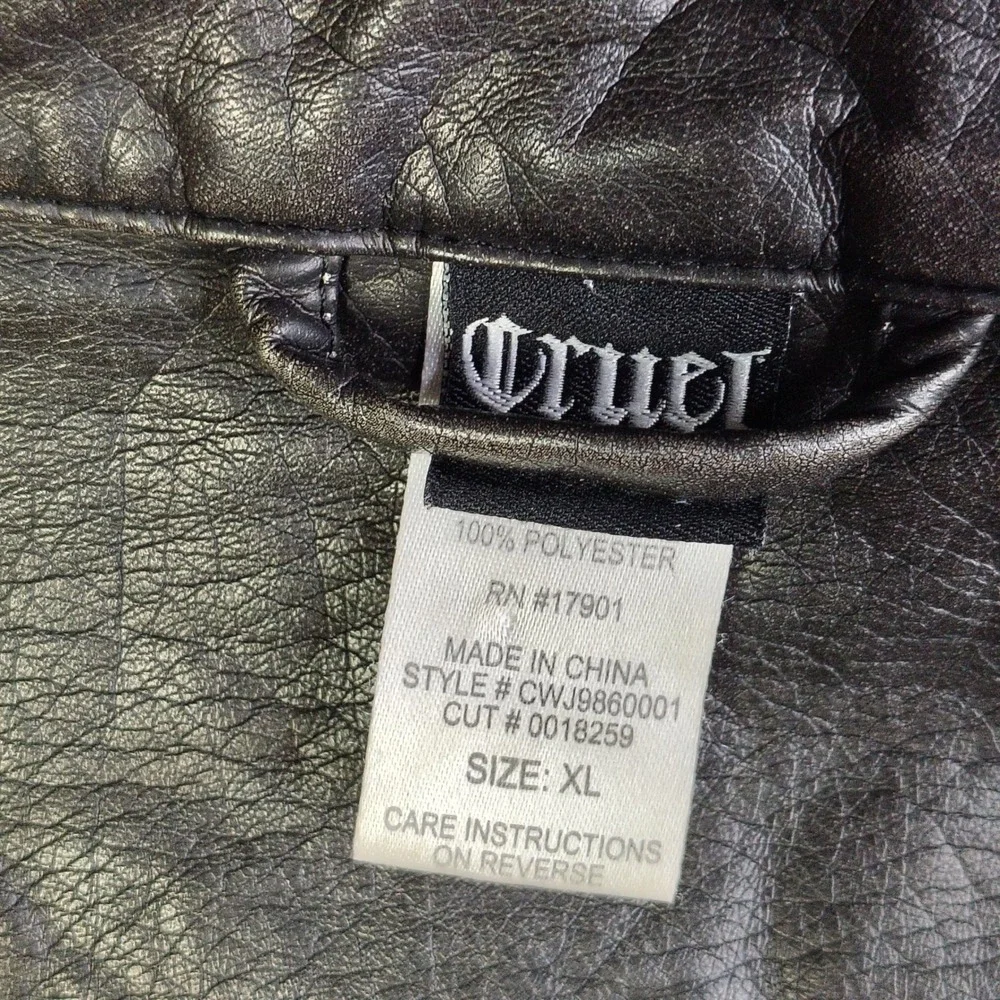 Cruel
100% POLYESTER
RN #17901
MADE IN CHINA
STYLE # CWJ9860001
CUT # 0018259
SIZE: XL
CARE INSTRUCTIONS
ON REVERSE